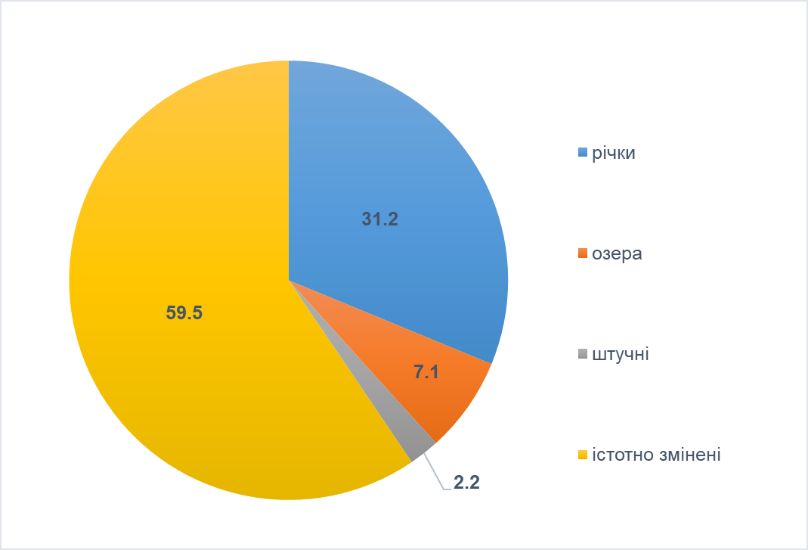 31.2
7.1
2.2
59.5
річки
озера
штучні
істотно змінені